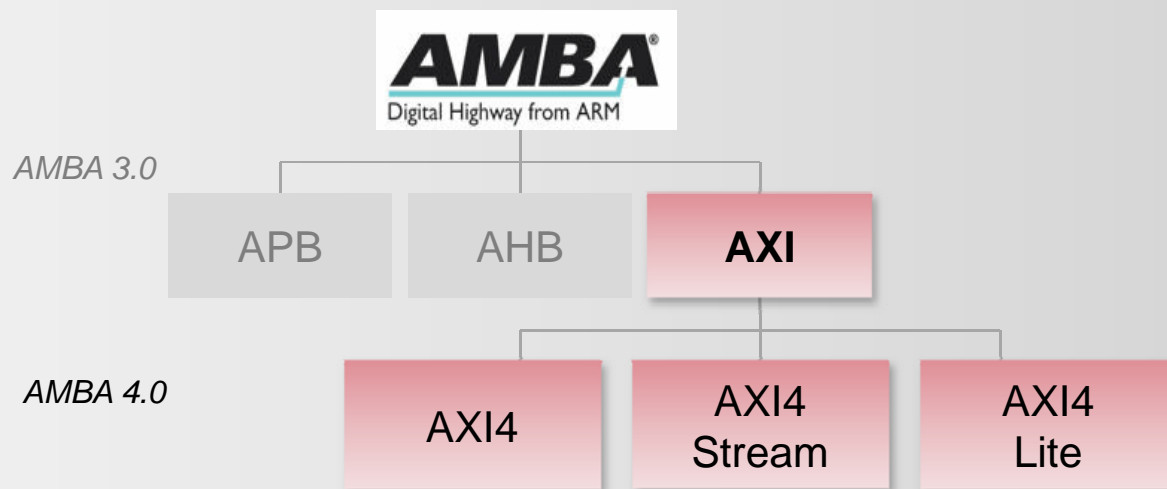 AMBA®
Digital Highway from ARM
AMBA 3.0
APB
AHB
AXI
AMBA 4.0
AXI4
AXI4
Stream
AXI4
Lite